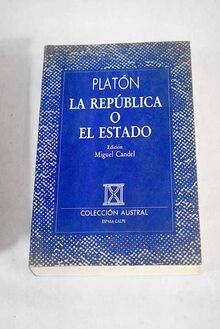 PLATÓN
LA REPÚBLICA
O
EL ESTADO
Edición
Miguel Candel
COLECCIÓN AUSTRAL
ESPASA CALPE